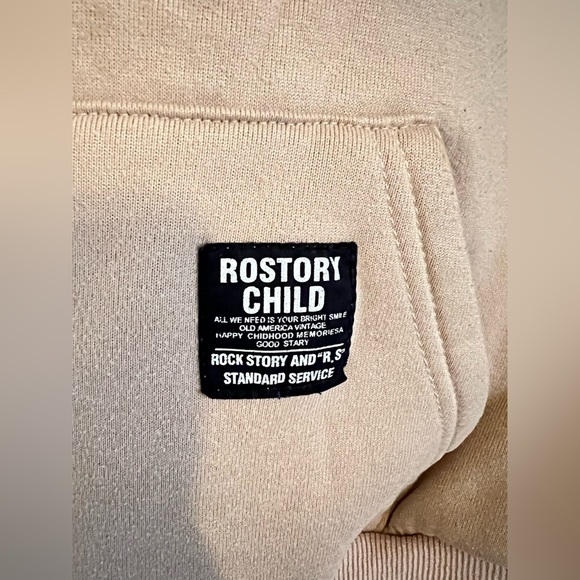 ROSTORY
CHILD
ALL WE NEED IS YOUR BRIGHT SMILE
OLD AMERICA VINTAGE
HAPPY CHIDHOOD MEMORIESA
GOOD STARY
ROCK STORY AND "R, S"
STANDARD SERVICE